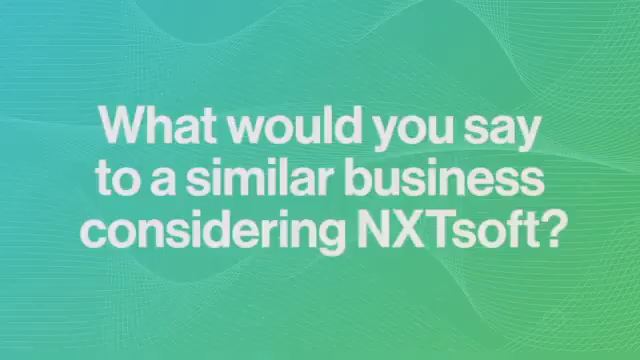 What would you say
to a similar business
considering NXTsoft?